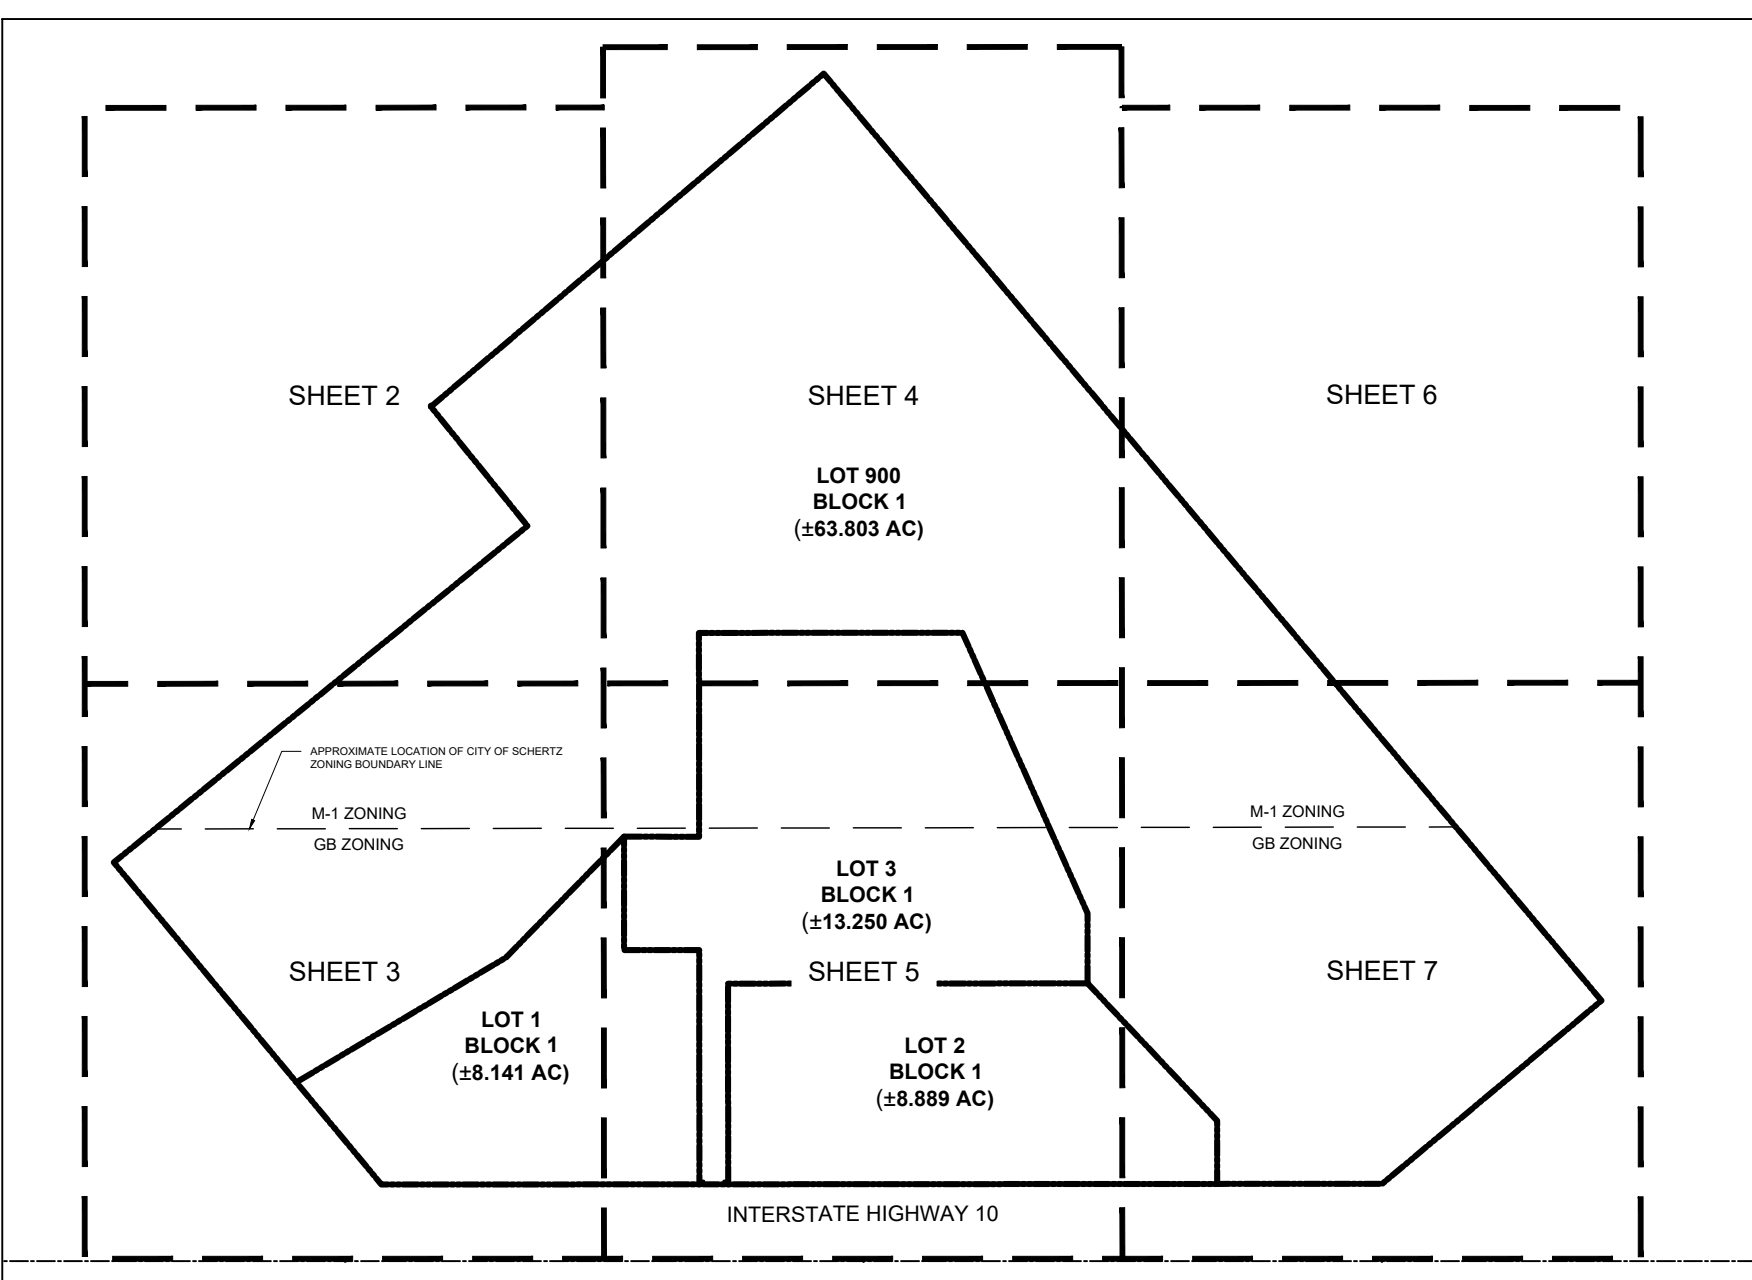 SHEET 2
SHEET 4
SHEET 6
LOT 900
BLOCK 1
(±63.803 AC)
APPROXIMATE LOCATION OF CITY OF SCHERTZ
ZONING BOUNDARY LINE
M-1 ZONING
GB ZONING
M-1 ZONING
GB ZONING
LOT 3
BLOCK 1
(±13.250 AC)
SHEET 3
SHEET 5
SHEET 7
LOT 1
BLOCK 1
(±8.141 AC)
LOT 2
BLOCK 1
(±8.889 AC)
INTERSTATE HIGHWAY 10